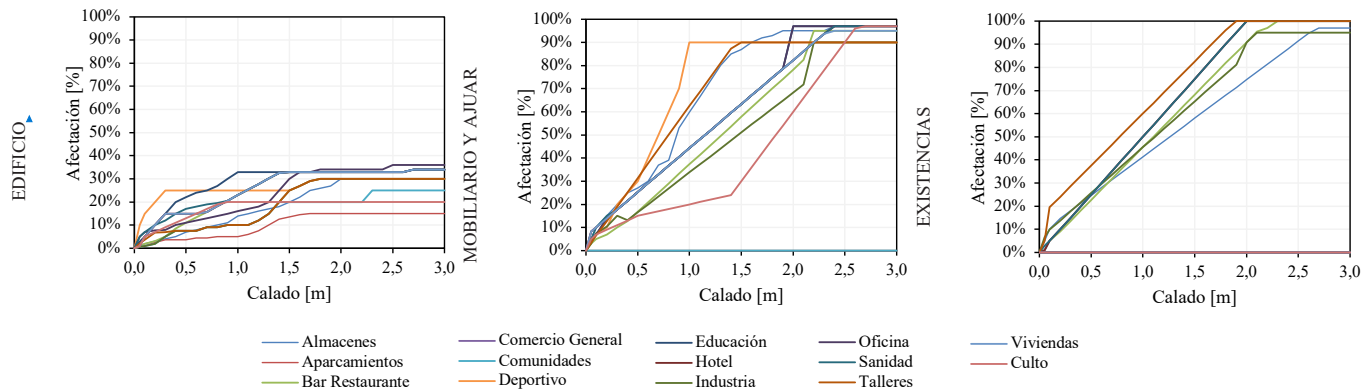 EDIFICIO
Afectación [%]
100%
90%
80%
70%
60%
50%
40%
30%
20%
10%
0%
0,0 0,5 1,0 1,5 2,0 2,5 3,0
Calado [m]
MOBILIARIO Y AJUAR
Afectación [%]
100%
90%
80%
70%
60%
50%
40%
30%
20%
10%
0%
0,0 0,5 1,0 1,5 2,0 2,5 3,0
Calado [m]
EXISTENCIAS
Afectación [%]
100%
90%
80%
70%
60%
50%
40%
30%
20%
10%
0%
0,0 0,5 1,0 1,5 2,0 2,5 3,0
Calado [m]
Almacenes Comercio General Educación Oficina Viviendas
Aparcamientos Comunidades Hotel Sanidad Culto
Bar Restaurante Deportivo Industria Talleres